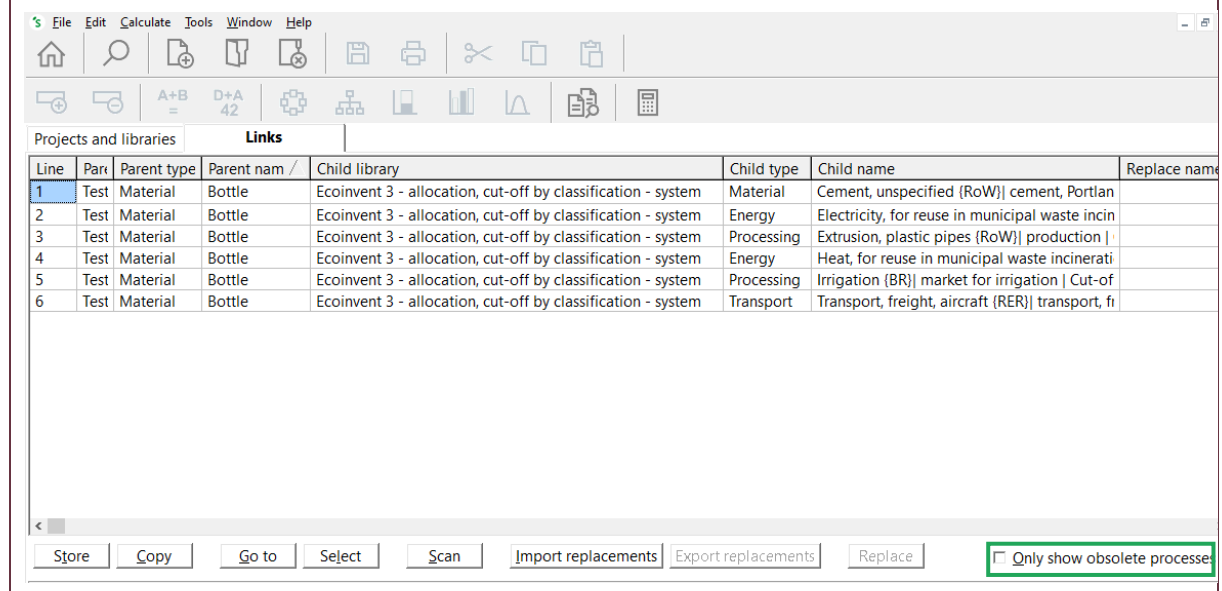 File Edit Calculate Tools Window Help
A+B
=
D+A
42
Projects and libraries Links
Line Pare Parent type Parent nam Child library Child type Child name Replace name
1 Test Material Bottle Ecoinvent 3 - allocation, cut-off by classification - system Material Cement, unspecified {RoW}| cement, Portlan
2 Test Material Bottle Ecoinvent 3 - allocation, cut-off by classification - system Energy Electricity, for reuse in municipal waste incin
3 Test Material Bottle Ecoinvent 3 - allocation, cut-off by classification - system Processing Extrusion, plastic pipes {RoW}| production |
4 Test Material Bottle Ecoinvent 3 - allocation, cut-off by classification - system Energy Heat, for reuse in municipal waste incinerati
5 Test Material Bottle Ecoinvent 3 - allocation, cut-off by classification - system Processing Irrigation {BR}| market for irrigation | Cut-of
6 Test Material Bottle Ecoinvent 3 - allocation, cut-off by classification - system Transport Transport, freight, aircraft {RER}| transport, fr
Store Copy Go to Select Scan Import replacements Export replacements Replace Only show obsolete processes